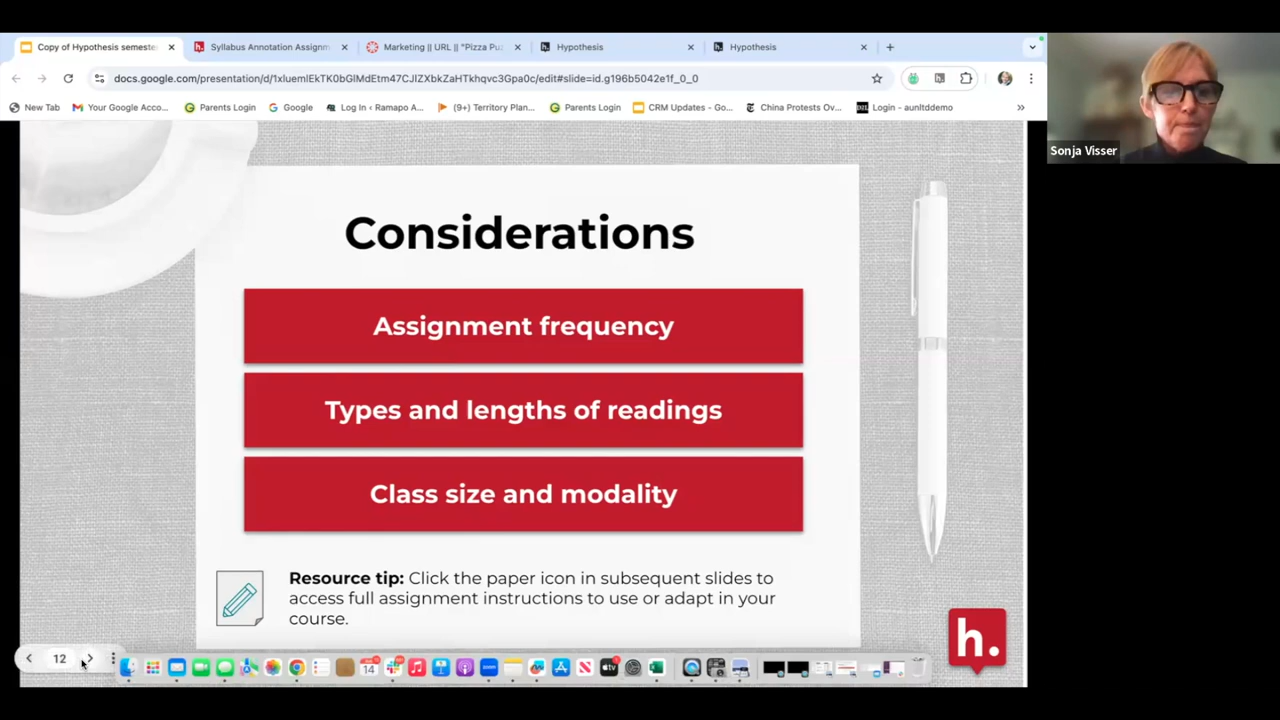 Copy of Hypothesis semeste
Syllabus Annotation Assignm
Marketing || URL || "Pizza Pu
Hypothesis
Hypothesis
docs.google.com/presentation/d/1xluemlEkTK0bGlMdEtm47CJlZXbkZaHTkhqvc3Gpa0c/edit#slide=id.g196b5042e1f_0_0
New Tab
Your Google Acco...
Parents Login
Google
Log In ‹ Ramapo A...
(9+) Territory Plan...
Parents Login
CRM Updates - Go...
China Protests Ov...
Login - aunltddemo
Sonja Visser
Considerations
Assignment frequency
Types and lengths of readings
Class size and modality
Resource tip: Click the paper icon in subsequent slides to
access full assignment instructions to use or adapt in your
course.
h.
12
14